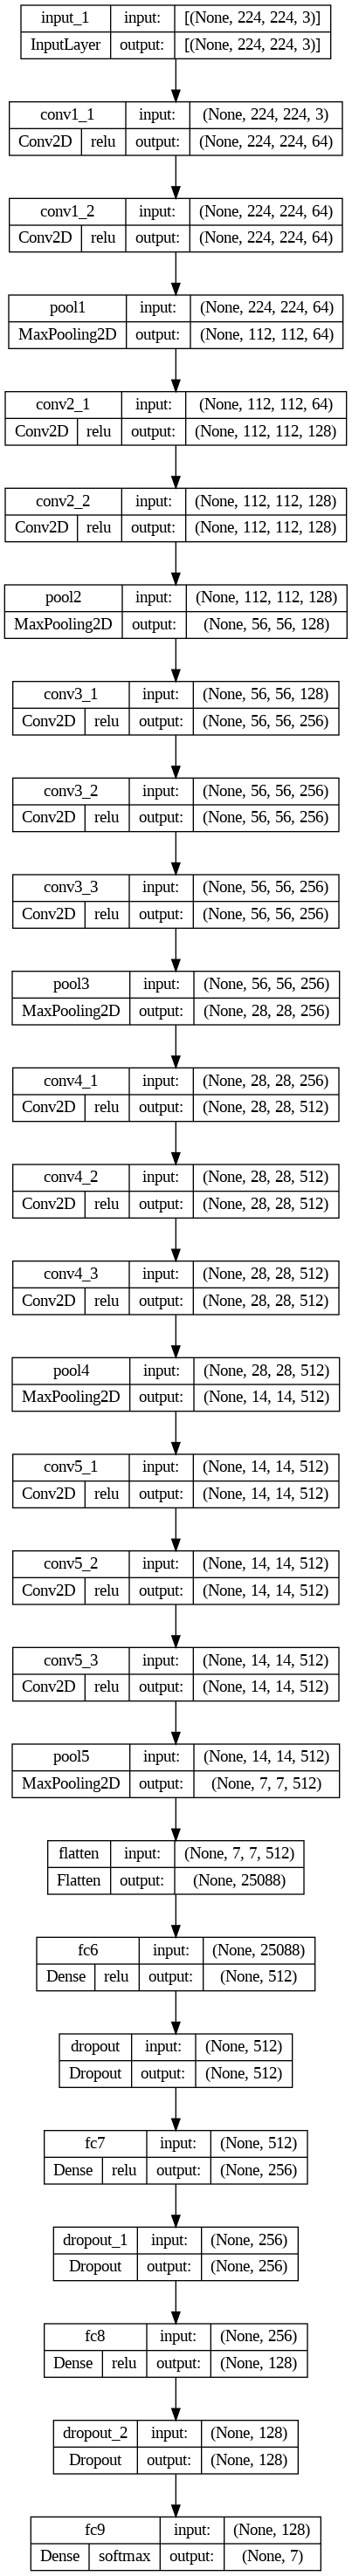 input_1 input: [(None, 224, 224, 3)]
InputLayer output: [(None, 224, 224, 3)]
conv1_1 input: (None, 224, 224, 3)
Conv2D relu output: (None, 224, 224, 64)
conv1_2 input: (None, 224, 224, 64)
Conv2D relu output: (None, 224, 224, 64)
pool1 input: (None, 224, 224, 64)
MaxPooling2D output: (None, 112, 112, 64)
conv2_1 input: (None, 112, 112, 64)
Conv2D relu output: (None, 112, 112, 128)
conv2_2 input: (None, 112, 112, 128)
Conv2D relu output: (None, 112, 112, 128)
pool2 input: (None, 112, 112, 128)
MaxPooling2D output: (None, 56, 56, 128)
conv3_1 input: (None, 56, 56, 128)
Conv2D relu output: (None, 56, 56, 256)
conv3_2 input: (None, 56, 56, 256)
Conv2D relu output: (None, 56, 56, 256)
conv3_3 input: (None, 56, 56, 256)
Conv2D relu output: (None, 56, 56, 256)
pool3 input: (None, 56, 56, 256)
MaxPooling2D output: (None, 28, 28, 256)
conv4_1 input: (None, 28, 28, 256)
Conv2D relu output: (None, 28, 28, 512)
conv4_2 input: (None, 28, 28, 512)
Conv2D relu output: (None, 28, 28, 512)
conv4_3 input: (None, 28, 28, 512)
Conv2D relu output: (None, 28, 28, 512)
pool4 input: (None, 28, 28, 512)
MaxPooling2D output: (None, 14, 14, 512)
conv5_1 input: (None, 14, 14, 512)
Conv2D relu output: (None, 14, 14, 512)
conv5_2 input: (None, 14, 14, 512)
Conv2D relu output: (None, 14, 14, 512)
conv5_3 input: (None, 14, 14, 512)
Conv2D relu output: (None, 14, 14, 512)
pool5 input: (None, 14, 14, 512)
MaxPooling2D output: (None, 7, 7, 512)
flatten input: (None, 7, 7, 512)
Flatten output: (None, 25088)
fc6 input: (None, 25088)
Dense relu output: (None, 512)
dropout input: (None, 512)
Dropout output: (None, 512)
fc7 input: (None, 512)
Dense relu output: (None, 256)
dropout_1 input: (None, 256)
Dropout output: (None, 256)
fc8 input: (None, 256)
Dense relu output: (None, 128)
dropout_2 input: (None, 128)
Dropout output: (None, 128)
fc9 input: (None, 128)
Dense softmax output: (None, 7)